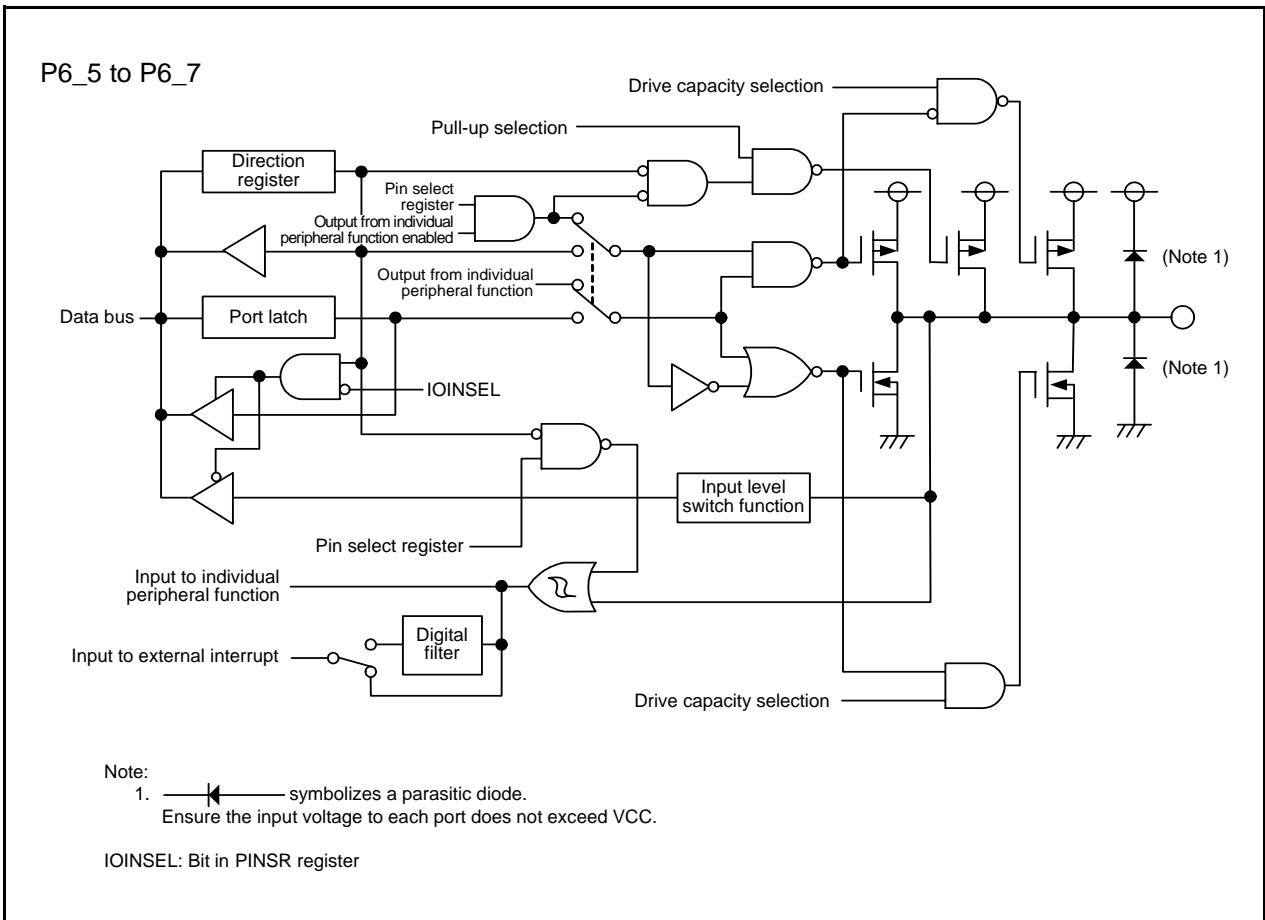 P6_5 to P6_7
Drive capacity selection
Pull-up selection
Direction
register
Pin select
register
Output from individual
peripheral function enabled
(Note 1)
Output from individual
peripheral function
Data bus
Port latch
(Note 1)
IOINSEL
Input level
switch function
Pin select register
Input to individual
peripheral function
Digital
filter
Input to external interrupt
Drive capacity selection
Note:
1. symbolizes a parasitic diode.
Ensure the input voltage to each port does not exceed VCC.
IOINSEL: Bit in PINSR register